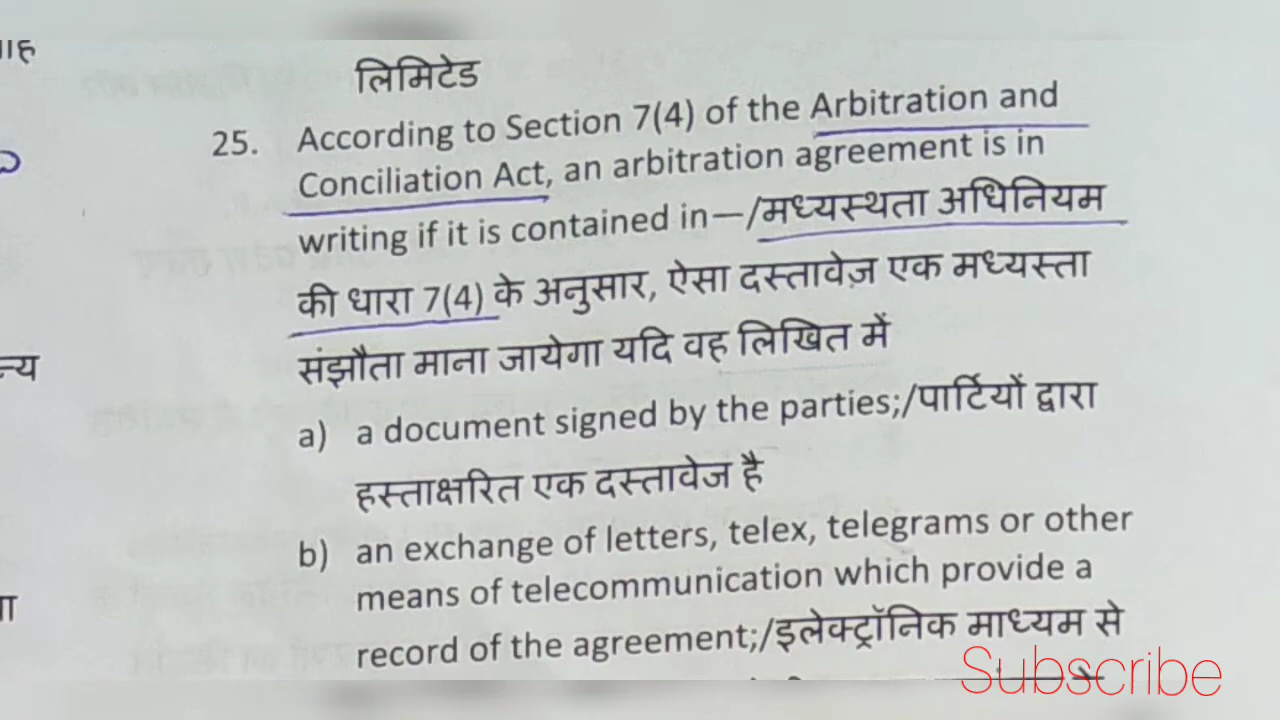 लिमिटेड
25. According to Section 7(4) of the Arbitration and
Conciliation Act, an arbitration agreement is in
writing if it is contained in—/मध्यस्थता अधिनियम
की धारा 7(4) के अनुसार, ऐसा दस्तावेज़ एक मध्यस्ता
संझौता माना जायेगा यदि वह लिखित में
a) a document signed by the parties;/पार्टियों द्वारा
हस्ताक्षरित एक दस्तावेज है
b) an exchange of letters, telex, telegrams or other
means of telecommunication which provide a
record of the agreement;/इलेक्ट्रॉनिक माध्यम से
Subscribe